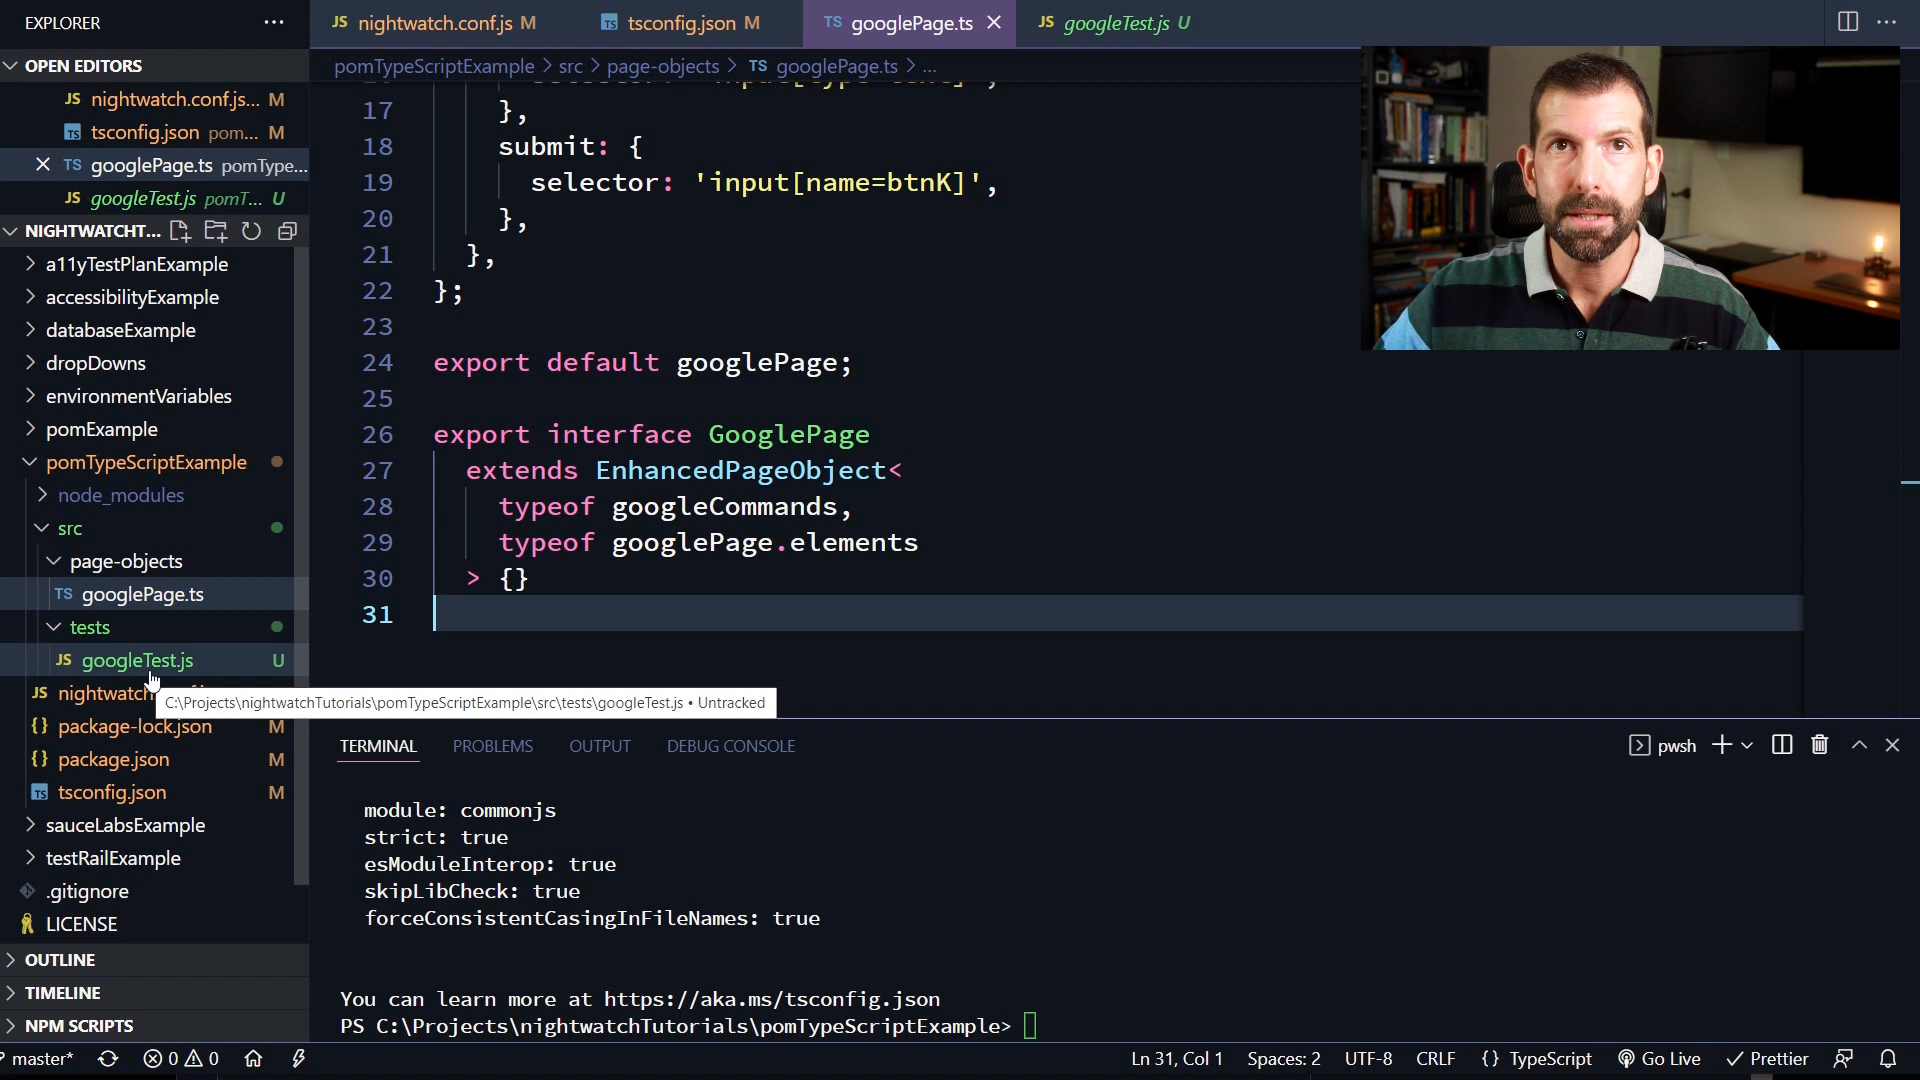 EXPLORER
OPEN EDITORS
JS nightwatch.conf.js... M
TS tsconfig.json pom... M
TS googlePage.ts pomType...
JS googleTest.js pomT... U
NIGHTWATCHT...
a11yTestPlanExample
accessibilityExample
databaseExample
dropDowns
environmentVariables
pomExample
pomTypeScriptExample
node_modules
src
page-objects
TS googlePage.ts
tests
JS googleTest.js U
JS nightwatch
{} package-lock.json M
{} package.json M
TS tsconfig.json M
sauceLabsExample
testRailExample
.gitignore
LICENSE
OUTLINE
TIMELINE
NPM SCRIPTS
JS nightwatch.conf.js M
TS tsconfig.json M
TS googlePage.ts
JS googleTest.js U
pomTypeScriptExample > src > page-objects > TS googlePage.ts > ...
17 },
18 submit: {
19 selector: 'input[name=btnK]',
20 },
21 },
22 };
23
24 export default googlePage;
25
26 export interface GooglePage
27 extends EnhancedPageObject<
28 typeof googleCommands,
29 typeof googlePage.elements
30 > {}
31
C:\Projects\nightwatchTutorials\pomTypeScriptExample\src\tests\googleTest.js • Untracked
TERMINAL PROBLEMS OUTPUT DEBUG CONSOLE
pwsh
module: commonjs
strict: true
esModuleInterop: true
skipLibCheck: true
forceConsistentCasingInFileNames: true
You can learn more at https://aka.ms/tsconfig.json
PS C:\Projects\nightwatchTutorials\pomTypeScriptExample>
master* 0 0
Ln 31, Col 1 Spaces: 2 UTF-8 CRLF {} TypeScript Go Live Prettier